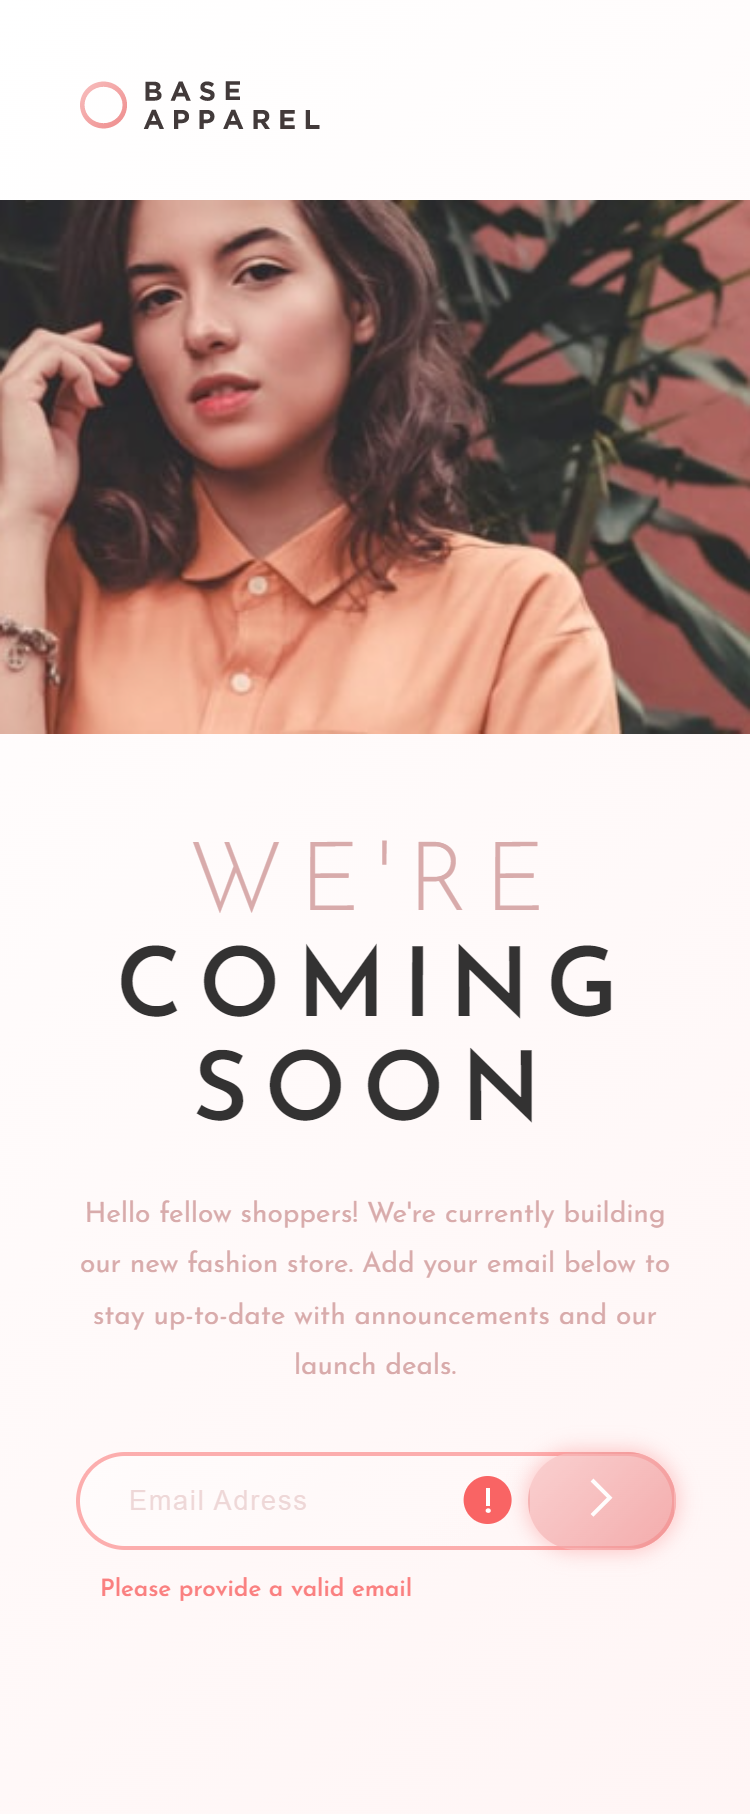 BASE
APPAREL
WE'RE
COMING
SOON
Hello fellow shoppers! We're currently building
our new fashion store. Add your email below to
stay up-to-date with announcements and our
launch deals.
Email Adress
!
Please provide a valid email